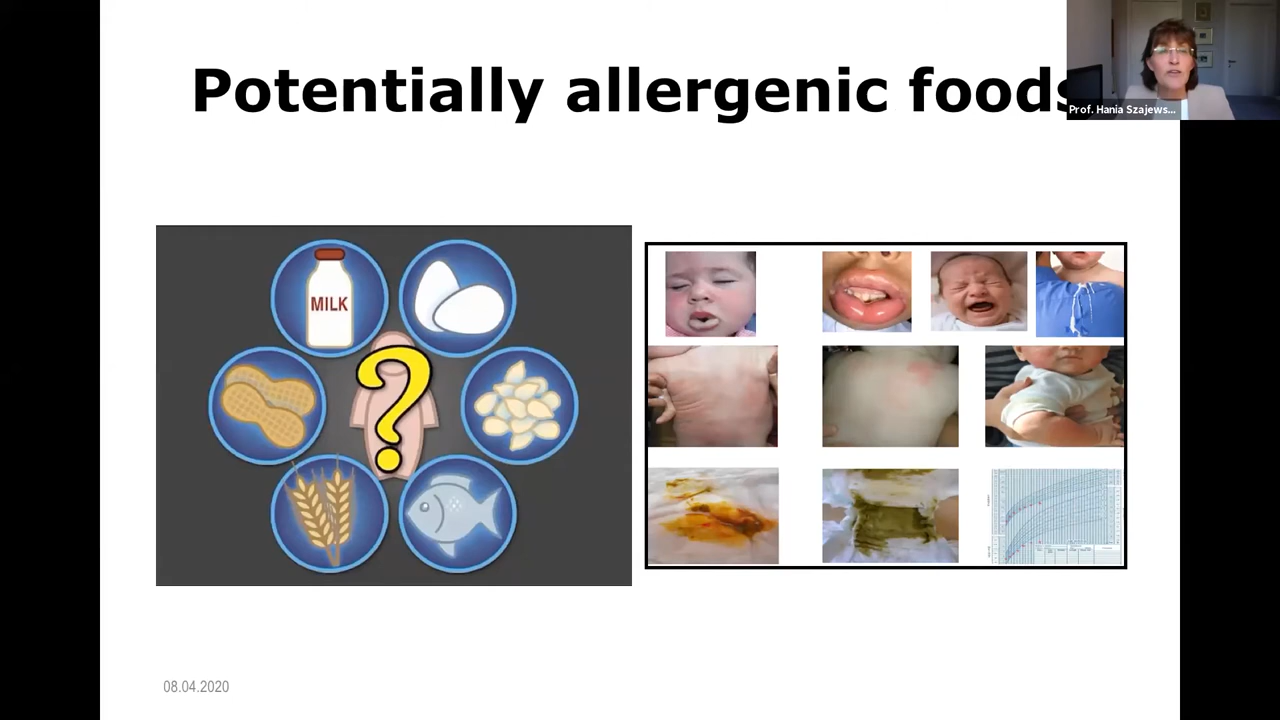 Potentially allergenic foods
Prof. Hania Szajews...
MILK
?
08.04.2020